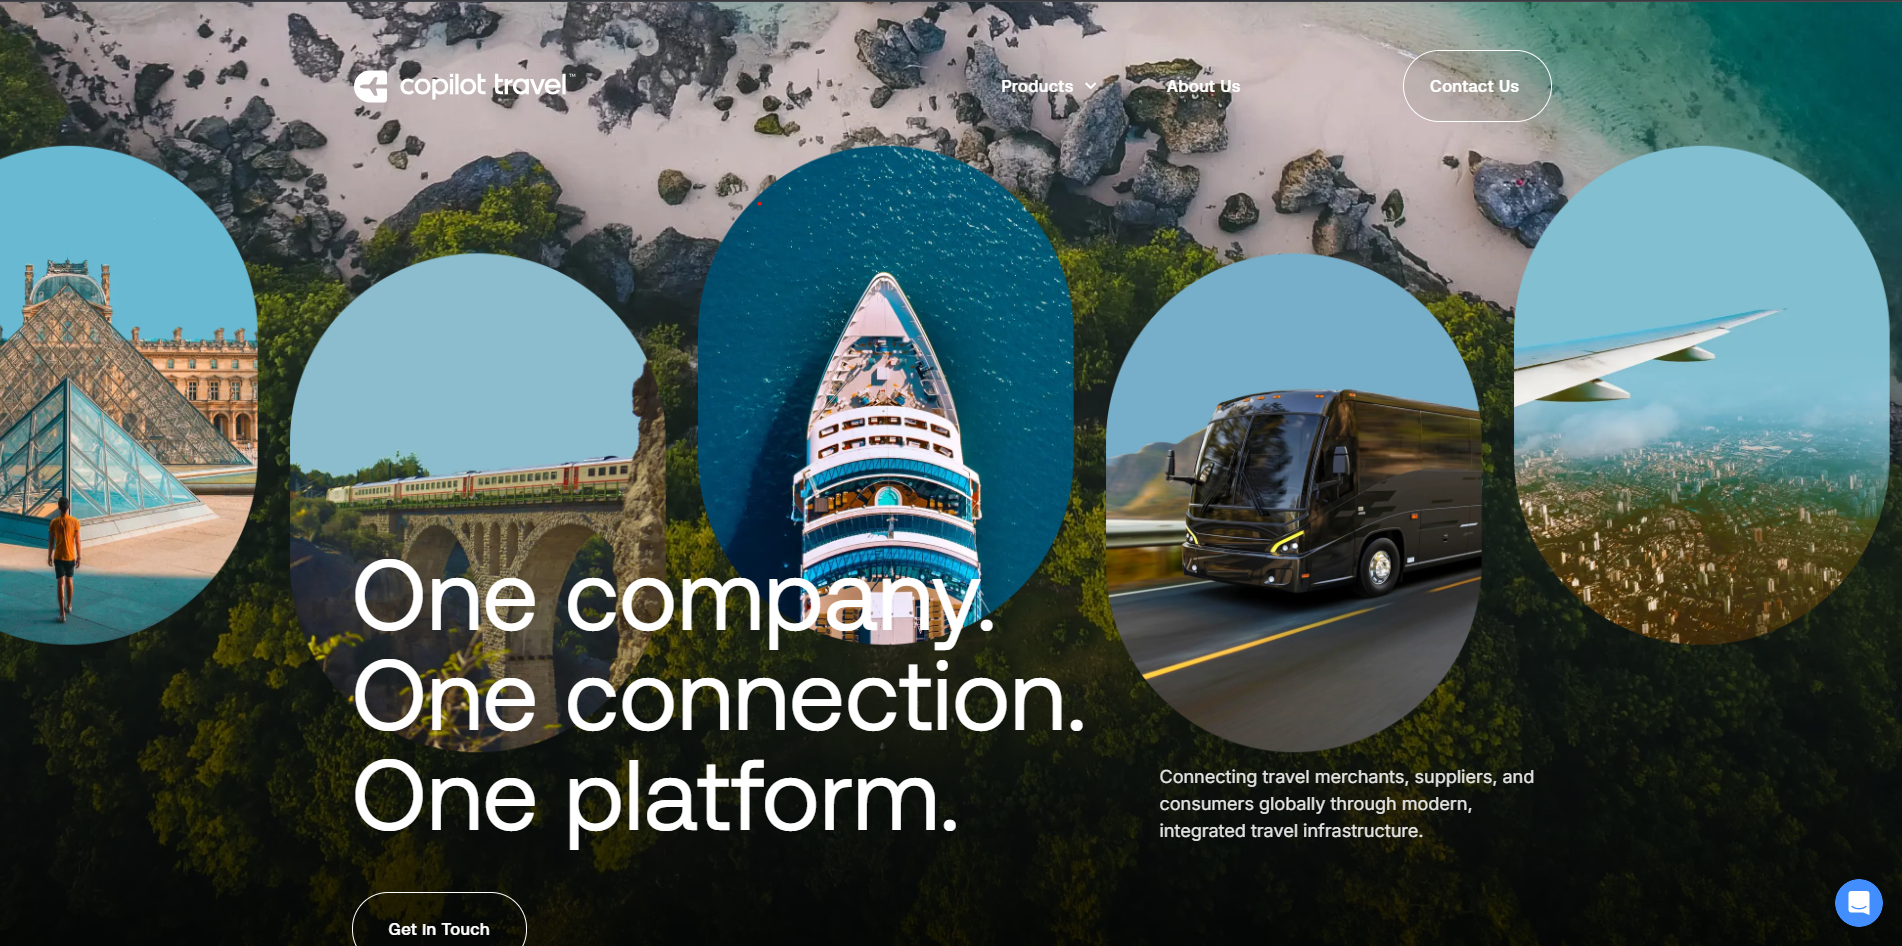 copilot travel™
Products
About Us
Contact Us
One company.
One connection.
One platform.
Connecting travel merchants, suppliers, and
consumers globally through modern,
integrated travel infrastructure.
Get in Touch